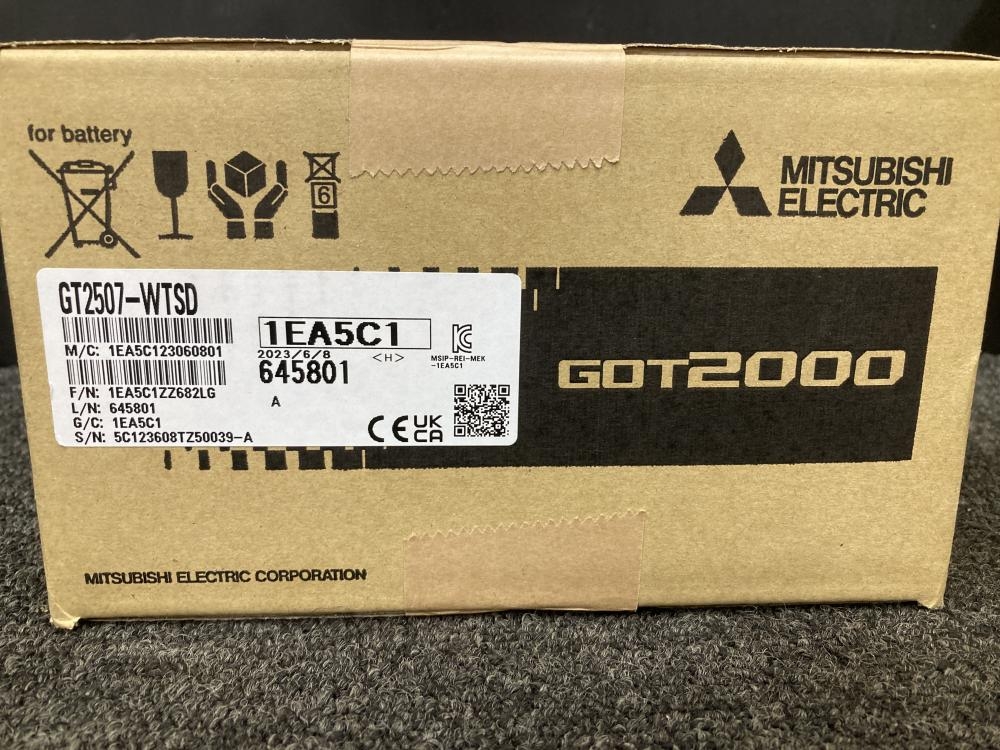 for battery
6
MITSUBISHI
ELECTRIC
GT2507-WTSD
M/C: 1EA5C123060801
F/N: 1EA5C1ZZ682LG
L/N: 645801
G/C: 1EA5C1
S/N: 5C123608TZ50039-A
1EA5C1
2023/6/8
<H>
645801
A
MSIP-REI-MEK
-1EA5C1
CE
UK
CA
GOT2000
MITSUBISHI ELECTRIC CORPORATION